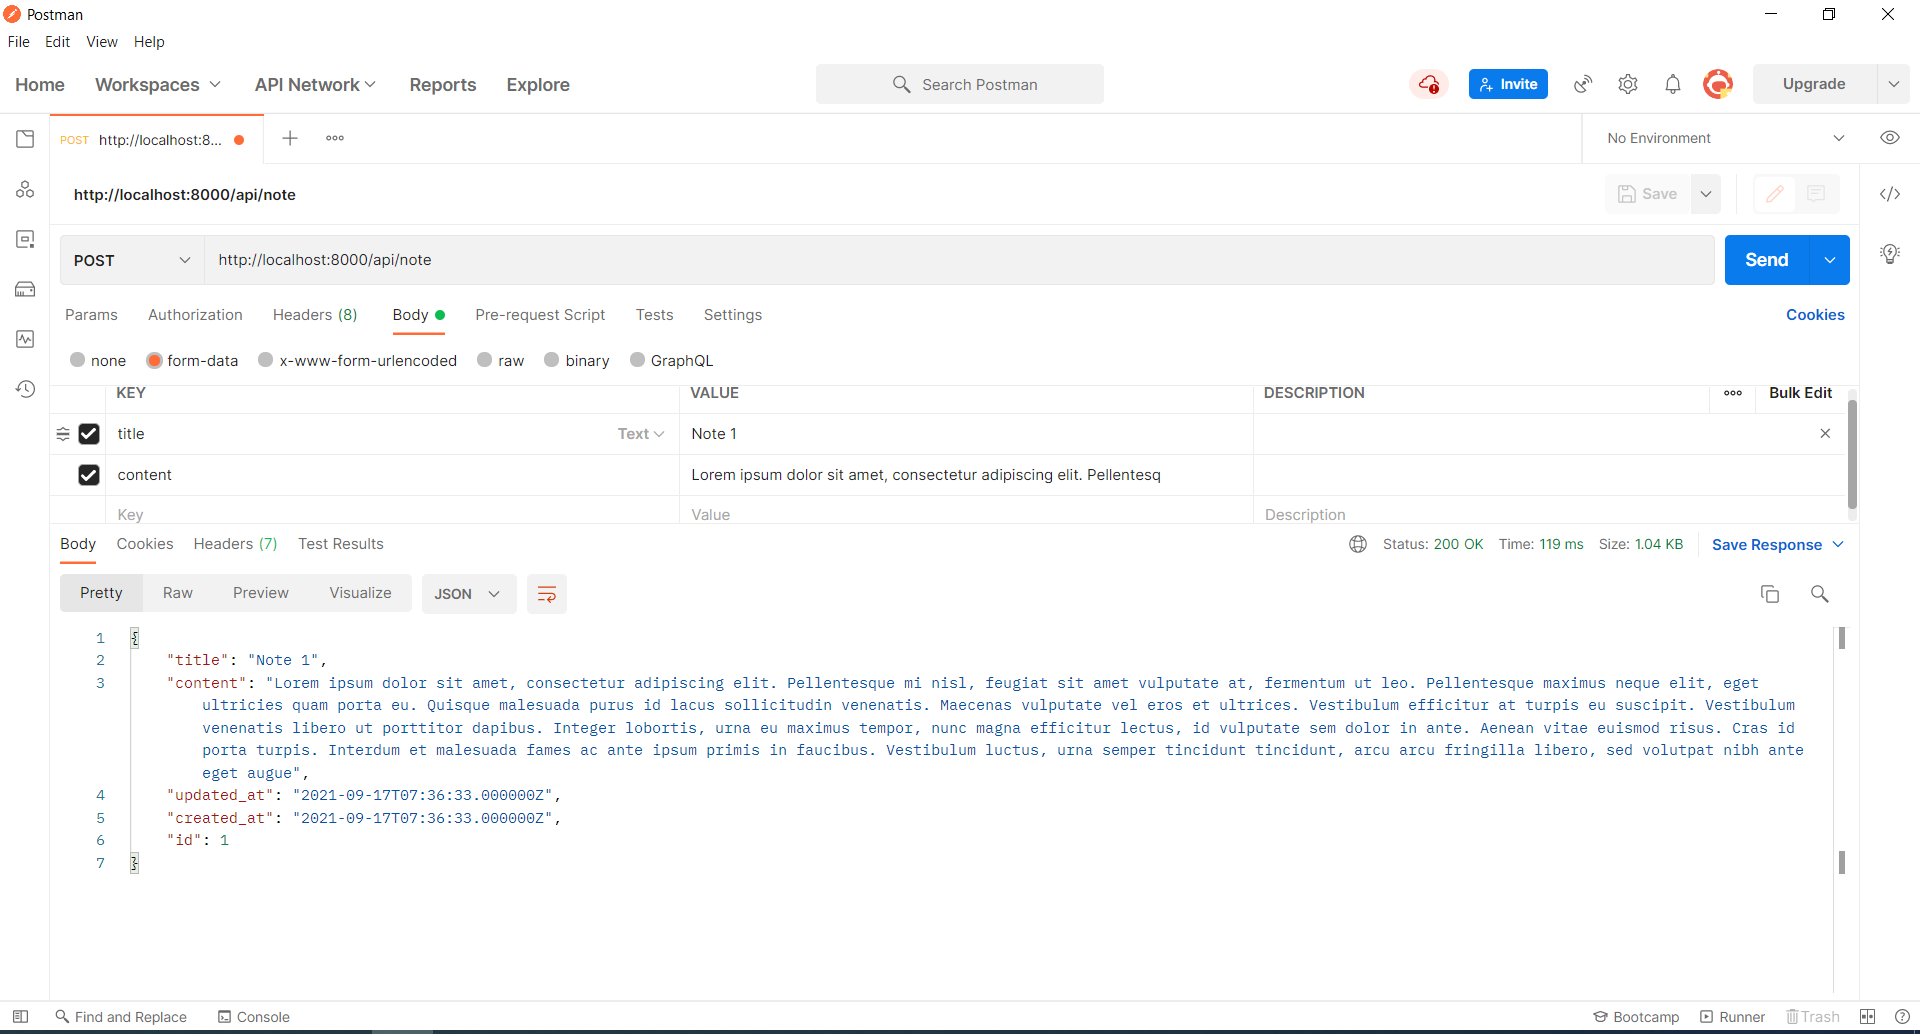 Postman
File Edit View Help
Home Workspaces API Network Reports Explore Search Postman Invite Upgrade
POST http://localhost:8... No Environment
http://localhost:8000/api/note Save
POST http://localhost:8000/api/note Send
Params Authorization Headers (8) Body Pre-request Script Tests Settings Cookies
none form-data x-www-form-urlencoded raw binary GraphQL
KEY VALUE DESCRIPTION Bulk Edit
title Text Note 1
content Lorem ipsum dolor sit amet, consectetur adipiscing elit. Pellentesq
Key Value Description
Body Cookies Headers (7) Test Results Status: 200 OK Time: 119 ms Size: 1.04 KB Save Response
Pretty Raw Preview Visualize JSON
1 {
2 "title": "Note 1",
3 "content": "Lorem ipsum dolor sit amet, consectetur adipiscing elit. Pellentesque mi nisl, feugiat sit amet vulputate at, fermentum ut leo. Pellentesque maximus neque elit, eget
ultricies quam porta eu. Quisque malesuada purus id lacus sollicitudin venenatis. Maecenas vulputate vel eros et ultrices. Vestibulum efficitur at turpis eu suscipit. Vestibulum
venenatis libero ut porttitor dapibus. Integer lobortis, urna eu maximus tempor, nunc magna efficitur lectus, id vulputate sem dolor in ante. Aenean vitae euismod risus. Cras id
porta turpis. Interdum et malesuada fames ac ante ipsum primis in faucibus. Vestibulum luctus, urna semper tincidunt tincidunt, arcu arcu fringilla libero, sed volutpat nibh ante
eget augue",
4 "updated_at": "2021-09-17T07:36:33.000000Z",
5 "created_at": "2021-09-17T07:36:33.000000Z",
6 "id": 1
7 }
Find and Replace Console Bootcamp Runner Trash